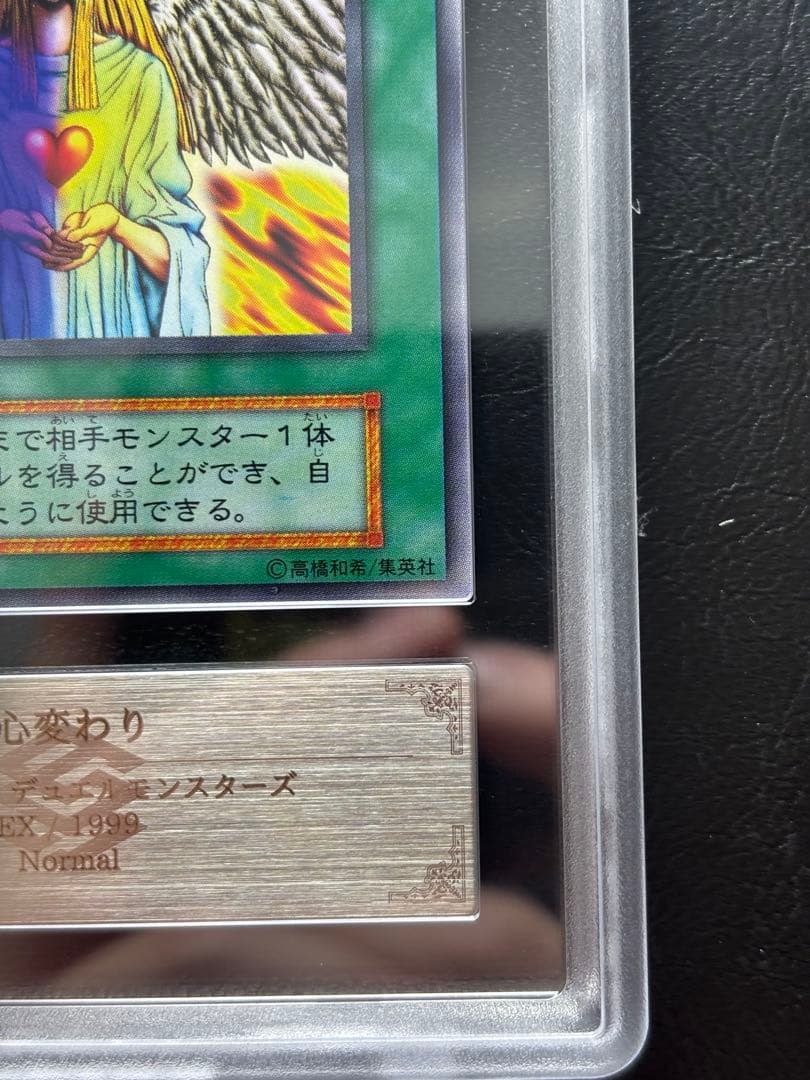 まで相手モンスター1体
ルを得ることができ、自
ように使用できる。
©高橋和希/集英社
心変わり
デュエルモンスターズ
EX / 1999
Normal